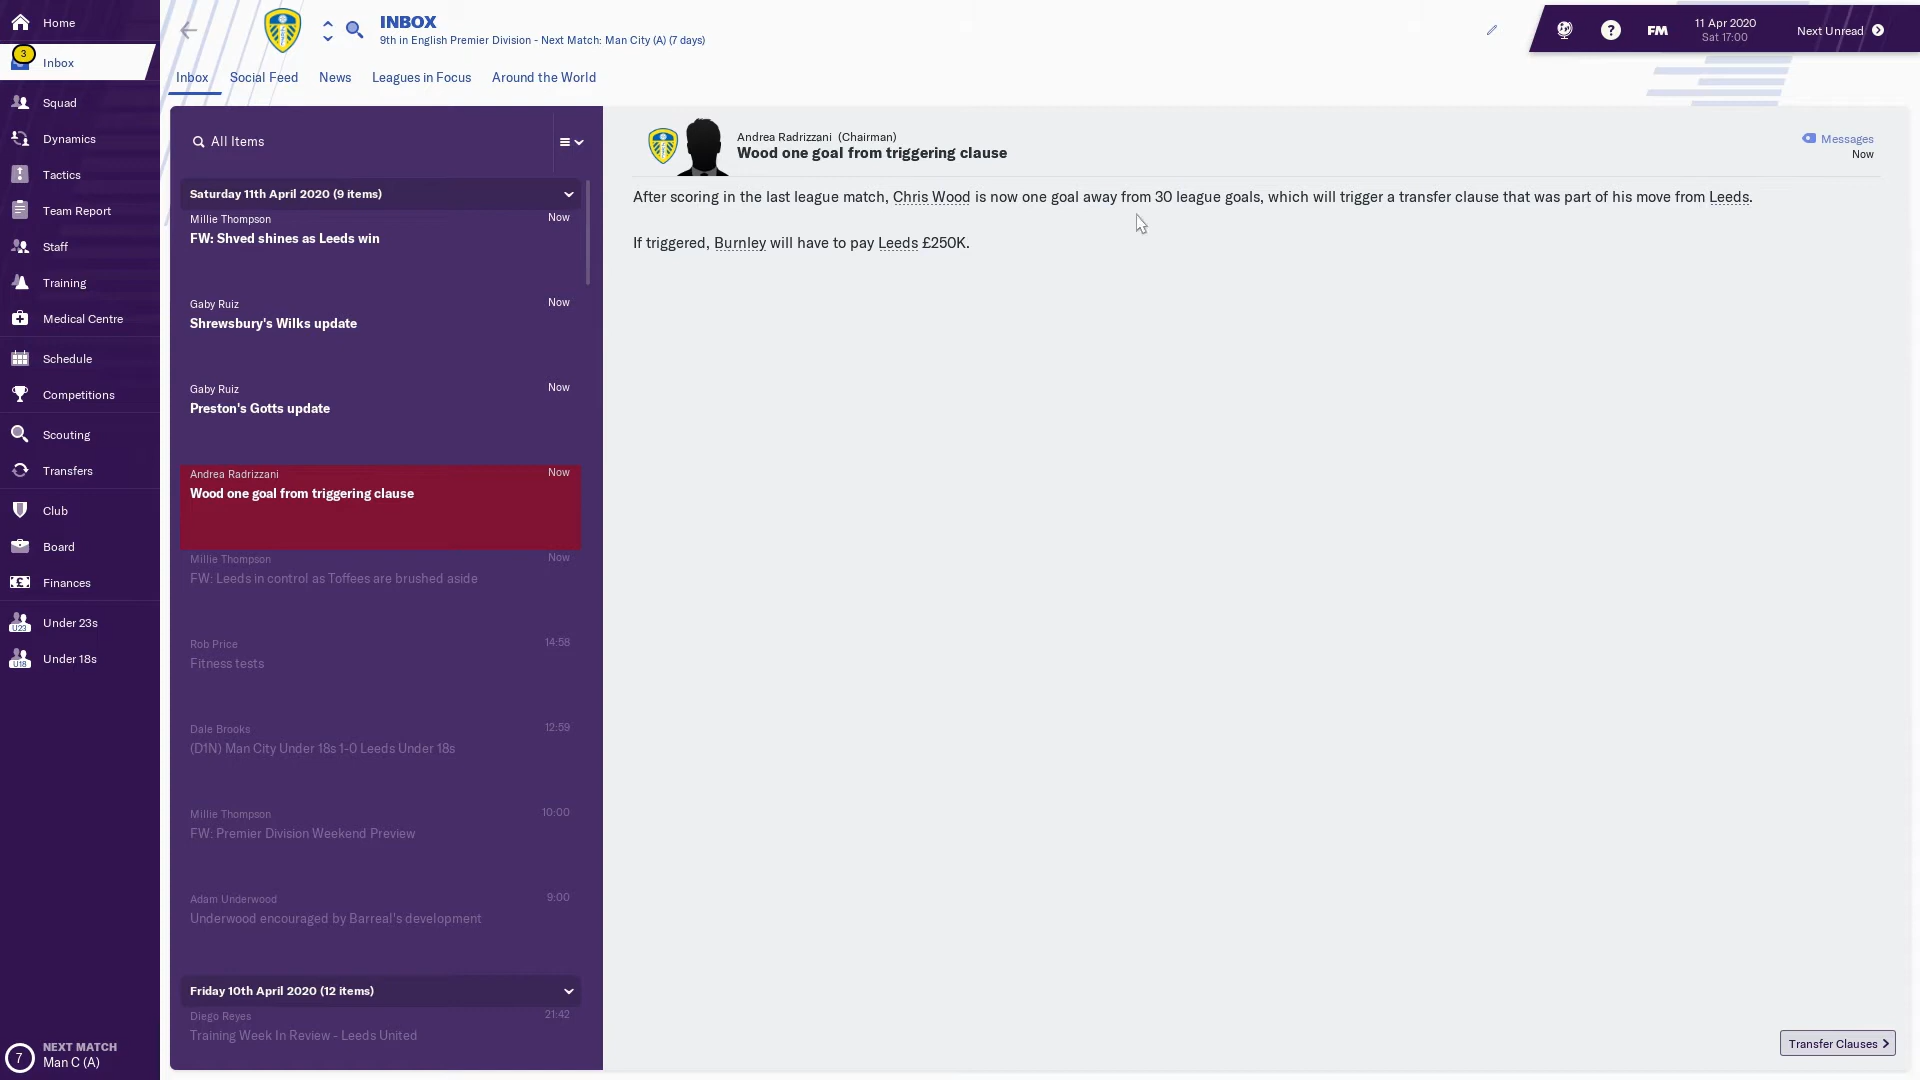 Home
3
Inbox
Squad
Dynamics
Tactics
Team Report
Staff
Training
Medical Centre
Schedule
Competitions
Scouting
Transfers
Club
Board
Finances
U23
Under 23s
U18
Under 18s
7
NEXT MATCH
Man C (A)
INBOX
9th in English Premier Division - Next Match: Man City (A) (7 days)
?
FM
11 Apr 2020
Sat 17:00
Next Unread
Inbox
Social Feed
News
Leagues in Focus
Around the World
All Items
Saturday 11th April 2020 (9 items)
Millie Thompson
Now
FW: Shved shines as Leeds win
Gaby Ruiz
Now
Shrewsbury's Wilks update
Gaby Ruiz
Now
Preston's Gotts update
Andrea Radrizzani
Now
Wood one goal from triggering clause
Millie Thompson
Now
FW: Leeds in control as Toffees are brushed aside
Rob Price
14:58
Fitness tests
Dale Brooks
12:59
(D1N) Man City Under 18s 1-0 Leeds Under 18s
Millie Thompson
10:00
FW: Premier Division Weekend Preview
Adam Underwood
9:00
Underwood encouraged by Barreal's development
Friday 10th April 2020 (12 items)
Diego Reyes
21:42
Training Week In Review - Leeds United
Andrea Radrizzani (Chairman)
Wood one goal from triggering clause
Messages
Now
After scoring in the last league match, Chris Wood is now one goal away from 30 league goals, which will trigger a transfer clause that was part of his move from Leeds.
If triggered, Burnley will have to pay Leeds £250K.
Transfer Clauses